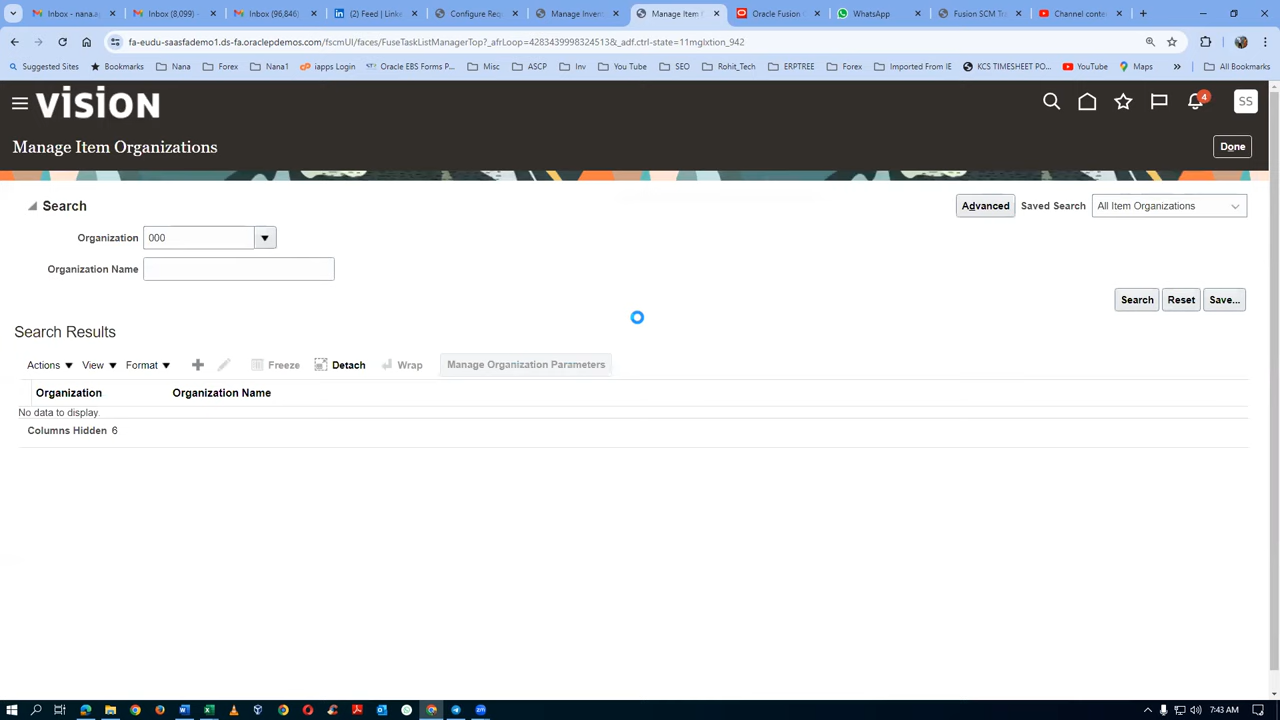 Inbox - nana.a
Inbox (8,099) -
Inbox (96,846)
(2) Feed | Linke
Configure Req
Manage Inven
Manage Item
Oracle Fusion C
WhatsApp
Fusion SCM Tr
Channel conte
fa-eudu-saasfademo1.ds-fa.oraclepdemos.com/fscmUI/faces/FuseTaskListManagerTop?_afrLoop=4283439998324513&_adf.ctrl-state=11mglxtion_942
Suggested Sites
Bookmarks
Nana
Forex
Nana1
iapps Login
Oracle EBS Forms P...
Misc
ASCP
Inv
You Tube
SEO
Rohit_Tech
ERPTREE
Forex
Imported From IE
KCS TIMESHEET PO...
YouTube
Maps
All Bookmarks
VISION
4
SS
Manage Item Organizations
Done
Search
Advanced
Saved Search
All Item Organizations
Organization
000
Organization Name
Search
Reset
Save...
Search Results
Actions
View
Format
Freeze
Detach
Wrap
Manage Organization Parameters
Organization
Organization Name
No data to display.
Columns Hidden 6
7:43 AM